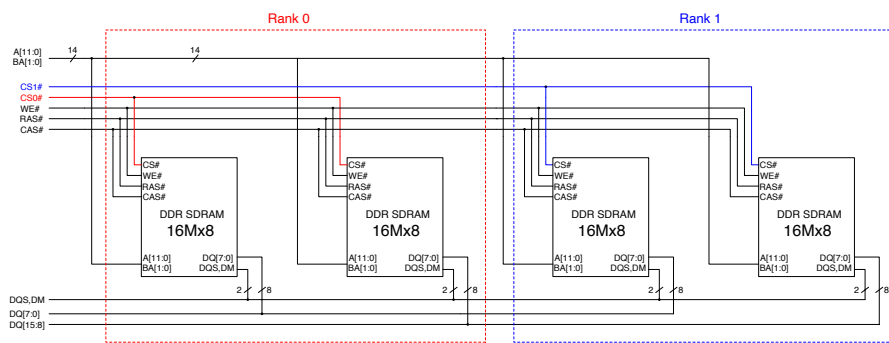 Rank 0
Rank 1
A[11:0]
BA[1:0]
14
14
CS1#
CS0#
WE#
RAS#
CAS#
CS#
WE#
RAS#
CAS#
DDR SDRAM
16Mx8
A[11:0]
BA[1:0]
DQ[7:0]
DQS,DM
2
8
CS#
WE#
RAS#
CAS#
DDR SDRAM
16Mx8
A[11:0]
BA[1:0]
DQ[7:0]
DQS,DM
2
8
CS#
WE#
RAS#
CAS#
DDR SDRAM
16Mx8
A[11:0]
BA[1:0]
DQ[7:0]
DQS,DM
2
8
CS#
WE#
RAS#
CAS#
DDR SDRAM
16Mx8
A[11:0]
BA[1:0]
DQ[7:0]
DQS,DM
2
8
DQS,DM
DQ[7:0]
DQ[15:8]